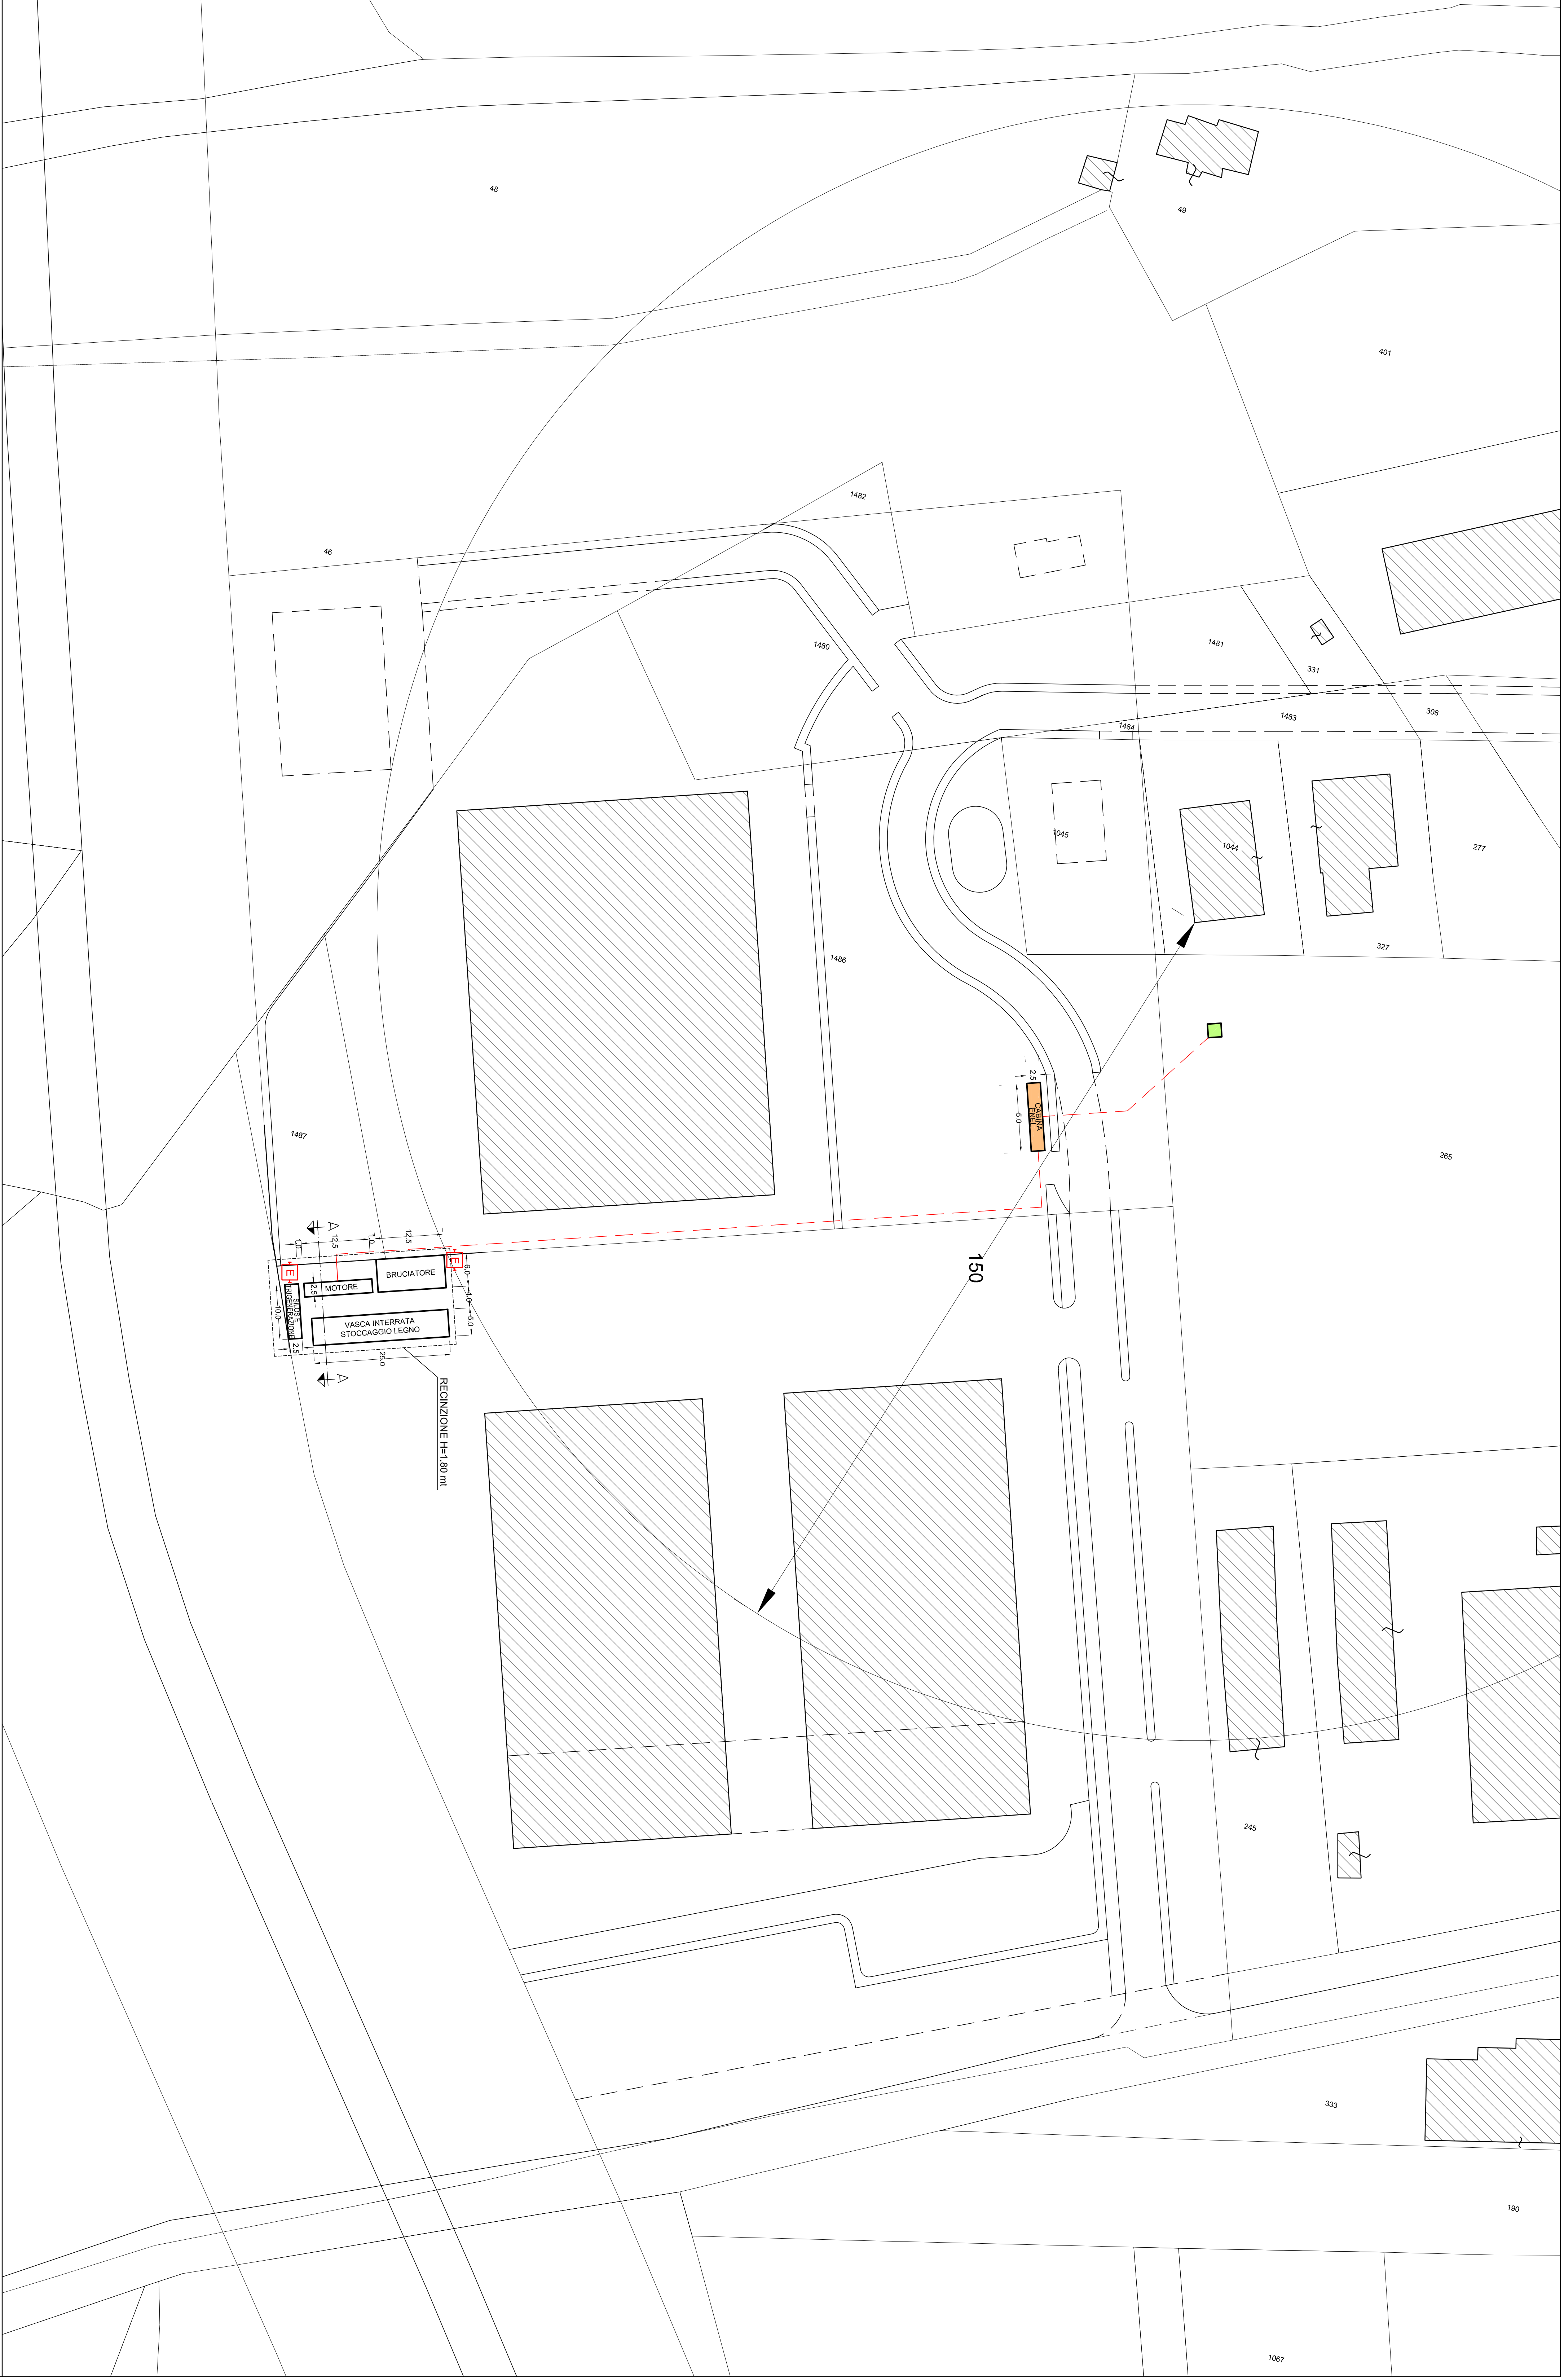 48
49
401
1482
46
1480
1481
331
1483
308
1484
1045
1044
277
327
1486
2.5
CABINA
ENEL
5.0
265
1487
A
1.0
12.5
1.0
12.5
E
E
6.0
4.0
5.0
BRUCIATORE
MOTORE
2.5
SILOS E
TRIGENERAZIONE
10.0
2.5
VASCA INTERRATA
STOCCAGGIO LEGNO
25.0
A
RECINZIONE H=1.80 mt
150
245
333
190
1067